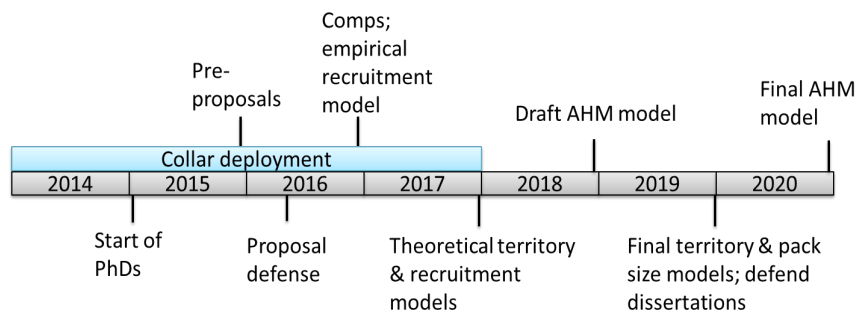 Comps;
empirical
recruitment
model
Pre-
proposals
Draft AHM model
Final AHM
model
Collar deployment
2014 2015 2016 2017 2018 2019 2020
Start of
PhDs
Proposal
defense
Theoretical territory
& recruitment
models
Final territory & pack
size models; defend
dissertations